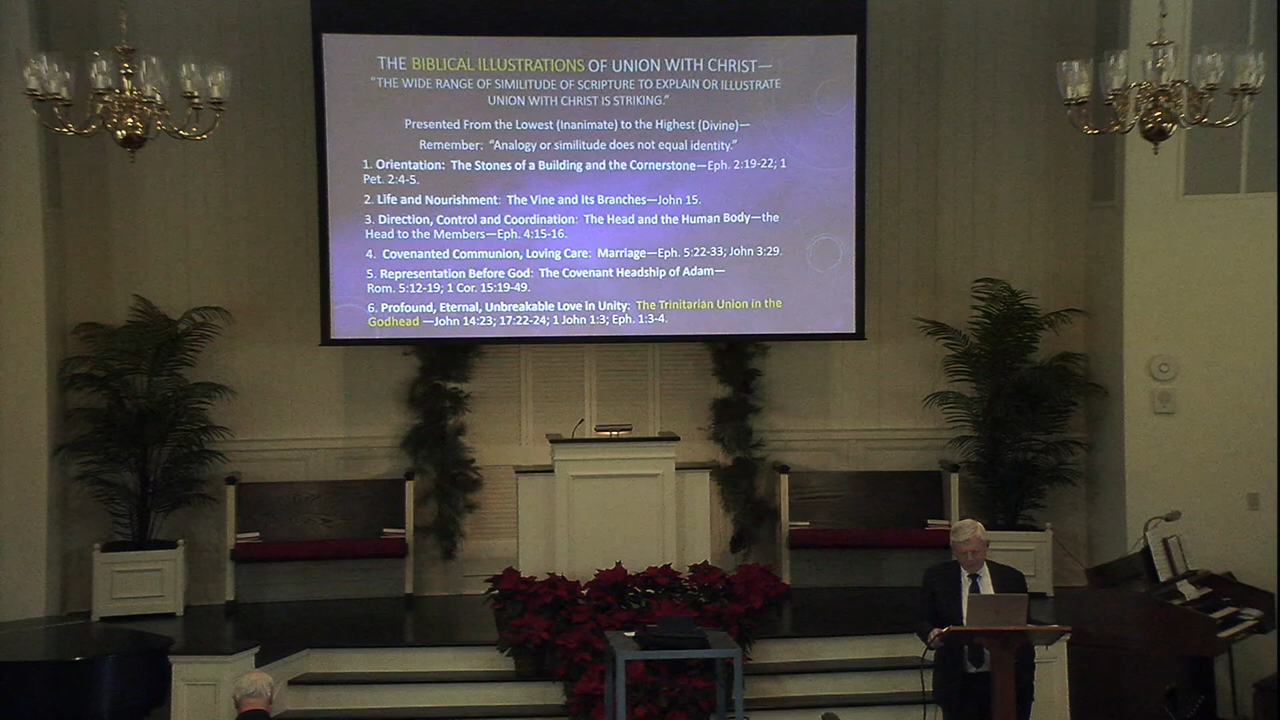 THE BIBLICAL ILLUSTRATIONS OF UNION WITH CHRIST—
"THE WIDE RANGE OF SIMILITUDE OF SCRIPTURE TO EXPLAIN OR ILLUSTRATE
UNION WITH CHRIST IS STRIKING."
Presented From the Lowest (Inanimate) to the Highest (Divine)—
Remember: "Analogy or similitude does not equal identity."
1. Orientation: The Stones of a Building and the Cornerstone—Eph. 2:19-22; 1
Pet. 2:4-5.
2. Life and Nourishment: The Vine and Its Branches—John 15.
3. Direction, Control and Coordination: The Head and the Human Body—the
Head to the Members—Eph. 4:15-16.
4. Covenanted Communion, Loving Care: Marriage—Eph. 5:22-33; John 3:29.
5. Representation Before God: The Covenant Headship of Adam—
Rom. 5:12-19; 1 Cor. 15:19-49.
6. Profound, Eternal, Unbreakable Love in Unity: The Trinitarian Union in the
Godhead —John 14:23; 17:22-24; 1 John 1:3; Eph. 1:3-4.